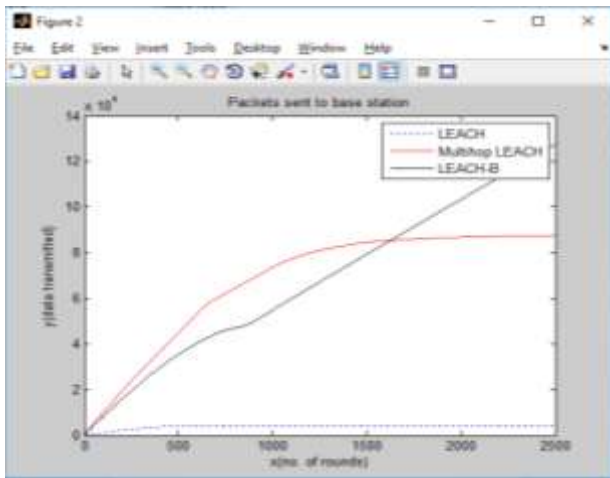 Figure 2
File Edit View Insert Tools Desktop Window Help
Packets sent to base station
x 10
14
12
10
8
6
4
2
0
0 500 1000 1500 2000 2500
y(data transmitted)
x(no. of rounds)
LEACH
Multihop LEACH
LEACH-B